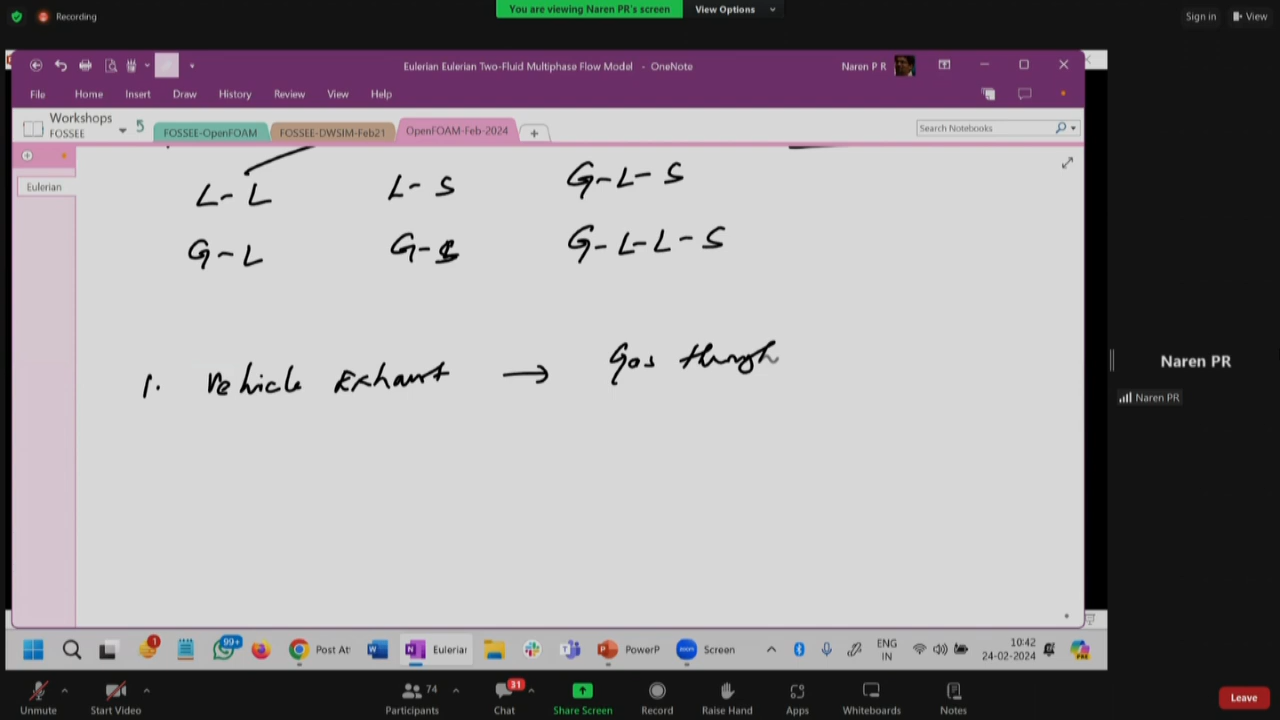 Recording
You are viewing Naren PR's screen View Options
Sign in View
Eulerian Eulerian Two-Fluid Multiphase Flow Model - OneNote
Naren P R
File Home Insert Draw History Review View Help
Workshops
FOSSEE
FOSSEE-OpenFOAM FOSSEE-DWSIM-Feb21 OpenFOAM-Feb-2024 +
Search Notebooks
Eulerian
L-L L-S G-L-S
G-L G-S G-L-L-S
1. Vehicle Exhaust → Gas through
Naren PR
Naren PR
1 99+ Post At Eulerian PowerP Screen
ENG
IN
10:42
24-02-2024
74 31
Unmute Start Video Participants Chat Share Screen Record Raise Hand Apps Whiteboards Notes Leave